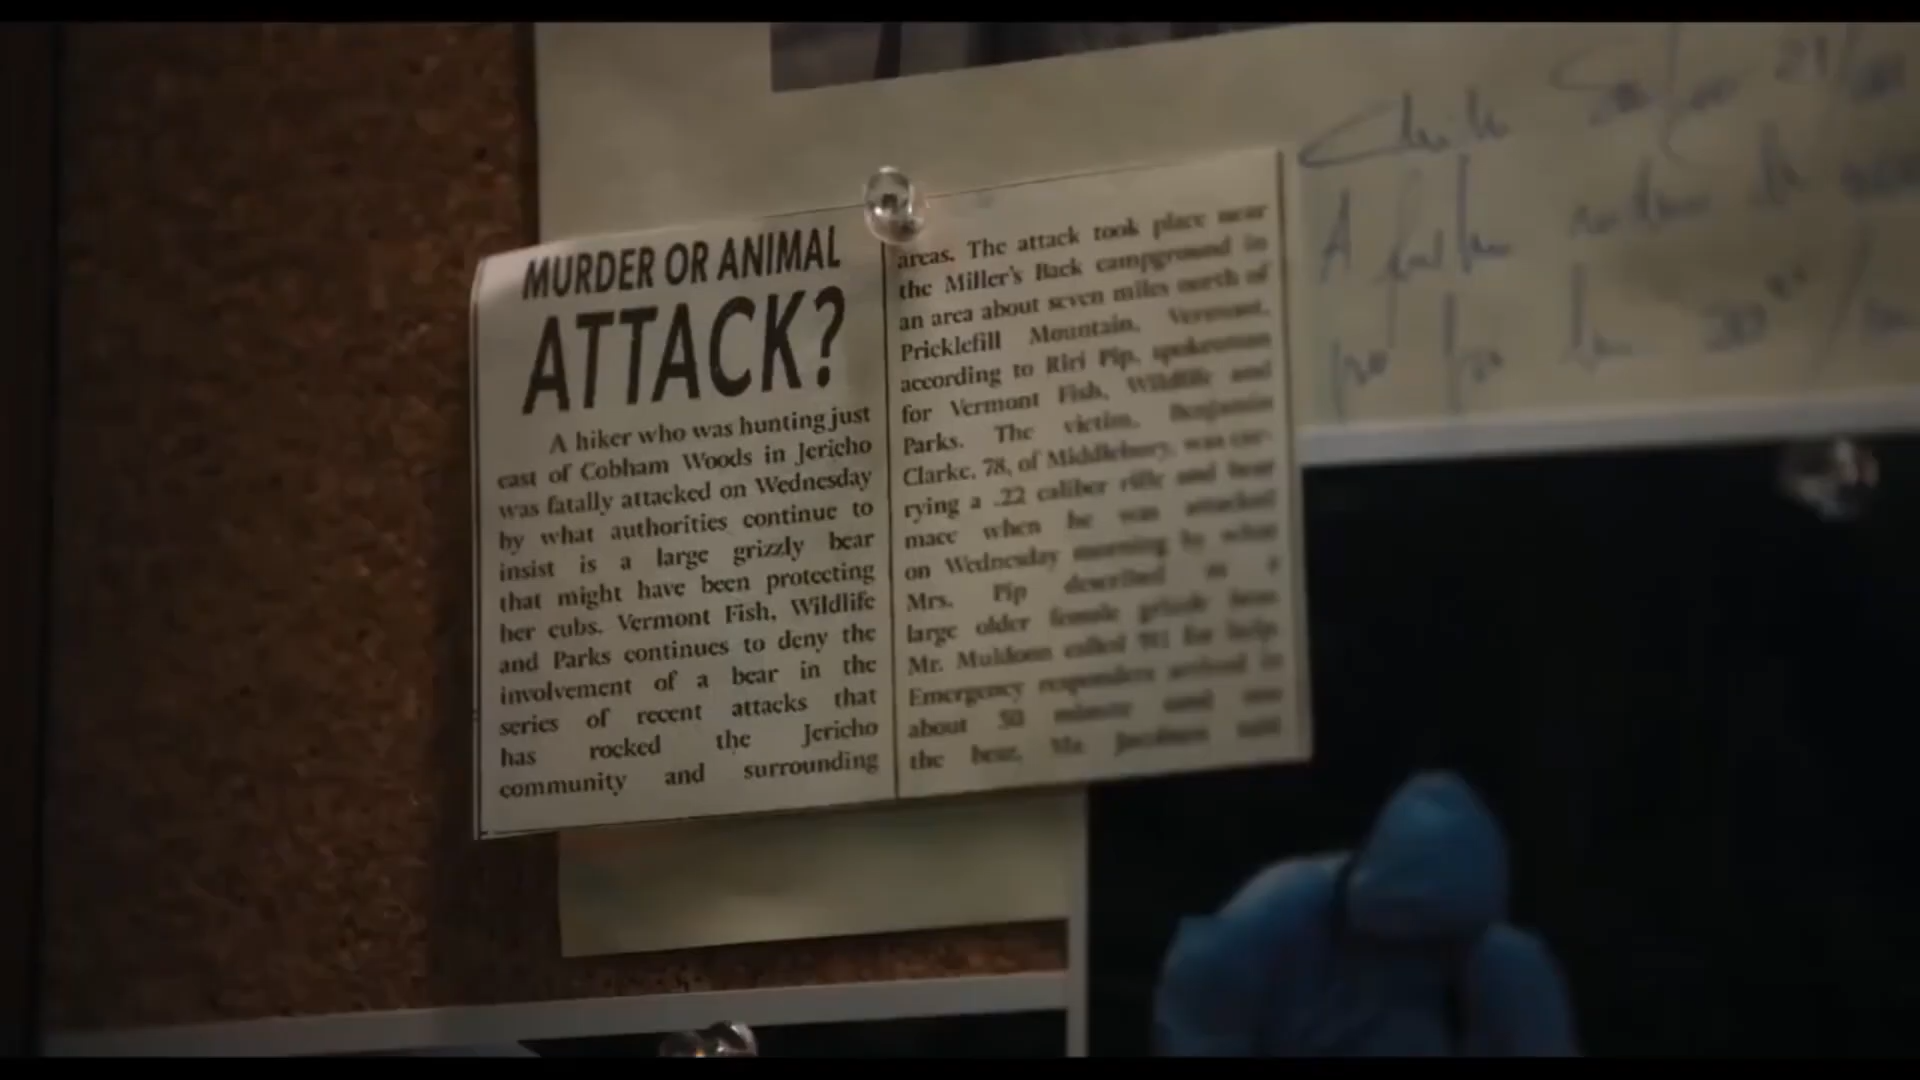 MURDER OR ANIMAL
ATTACK?
A hiker who was hunting just
east of Cobham Woods in Jericho
was fatally attacked on Wednesday
by what authorities continue to
insist is a large grizzly bear
that might have been protecting
her cubs. Vermont Fish, Wildlife
and Parks continues to deny the
involvement of a bear in the
series of recent attacks that
has rocked the Jericho
community and surrounding
areas. The attack took place near
the Miller's Back campground in
an area about seven miles north of
Pricklefill Mountain, Vermont,
according to Riri Pip, spokesman
for Vermont Fish, Wildlife and
Parks. The victim, Benjamin
Clarke, 78, of Middlebury, was car-
rying a .22 caliber rifle and bear
mace when he was attacked
on Wednesday morning by what
Mrs. Pip described as a
large older female grizzly bear.
Mr. Muldoon called 911 for help
Emergency responders arrived in
about 50 minutes
the bear, said